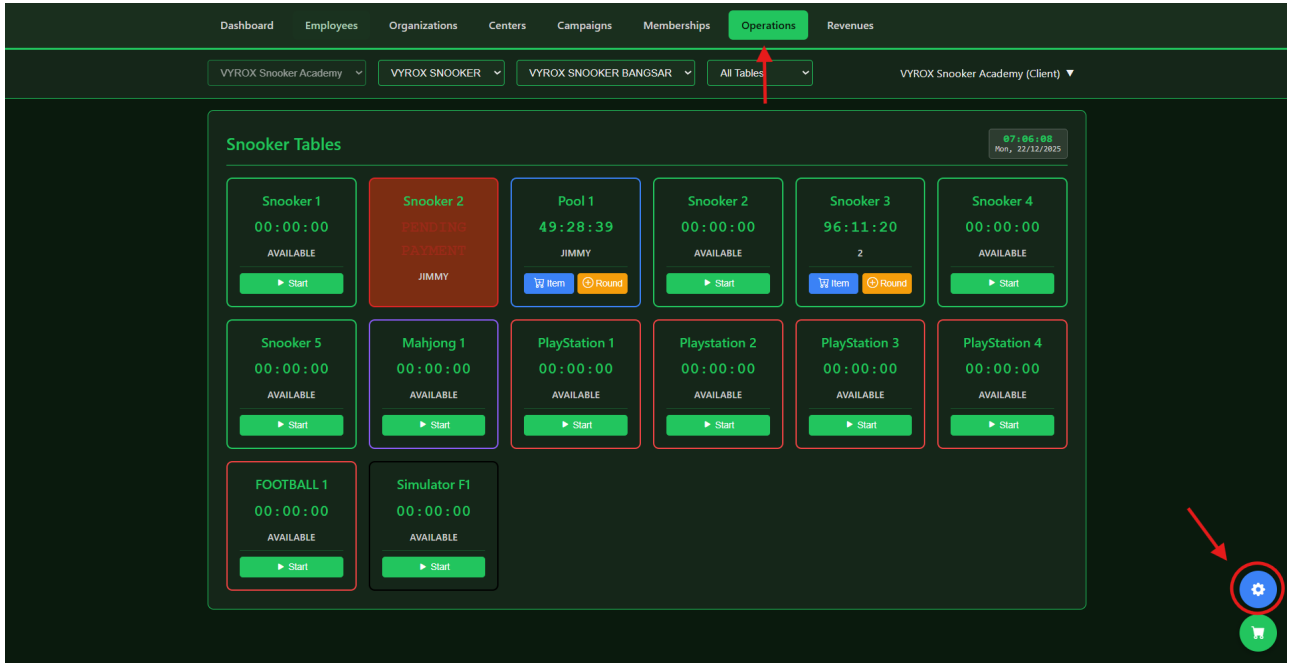 Dashboard Employees Organizations Centers Campaigns Memberships Operations Revenues
VYROX Snooker Academy VYROX SNOOKER VYROX SNOOKER BANGSAR All Tables VYROX Snooker Academy (Client) ▼
Snooker Tables
07:06:08
Mon, 22/12/2025
Snooker 1
00:00:00
AVAILABLE
Start
Snooker 2
PENDING
PAYMENT
JIMMY
Pool 1
49:28:39
JIMMY
Item Round
Snooker 2
00:00:00
AVAILABLE
Start
Snooker 3
96:11:20
2
Item Round
Snooker 4
00:00:00
AVAILABLE
Start
Snooker 5
00:00:00
AVAILABLE
Start
Mahjong 1
00:00:00
AVAILABLE
Start
PlayStation 1
00:00:00
AVAILABLE
Start
Playstation 2
00:00:00
AVAILABLE
Start
PlayStation 3
00:00:00
AVAILABLE
Start
PlayStation 4
00:00:00
AVAILABLE
Start
FOOTBALL 1
00:00:00
AVAILABLE
Start
Simulator F1
00:00:00
AVAILABLE
Start